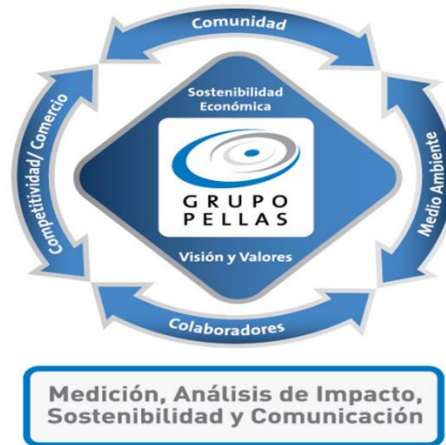 Comunidad
Sostenibilidad
Económica
Competitividad/ Comercio
GRUPO
PELLAS
Medio Ambiente
Visión y Valores
Colaboradores
Medición, Análisis de Impacto,
Sostenibilidad y Comunicación